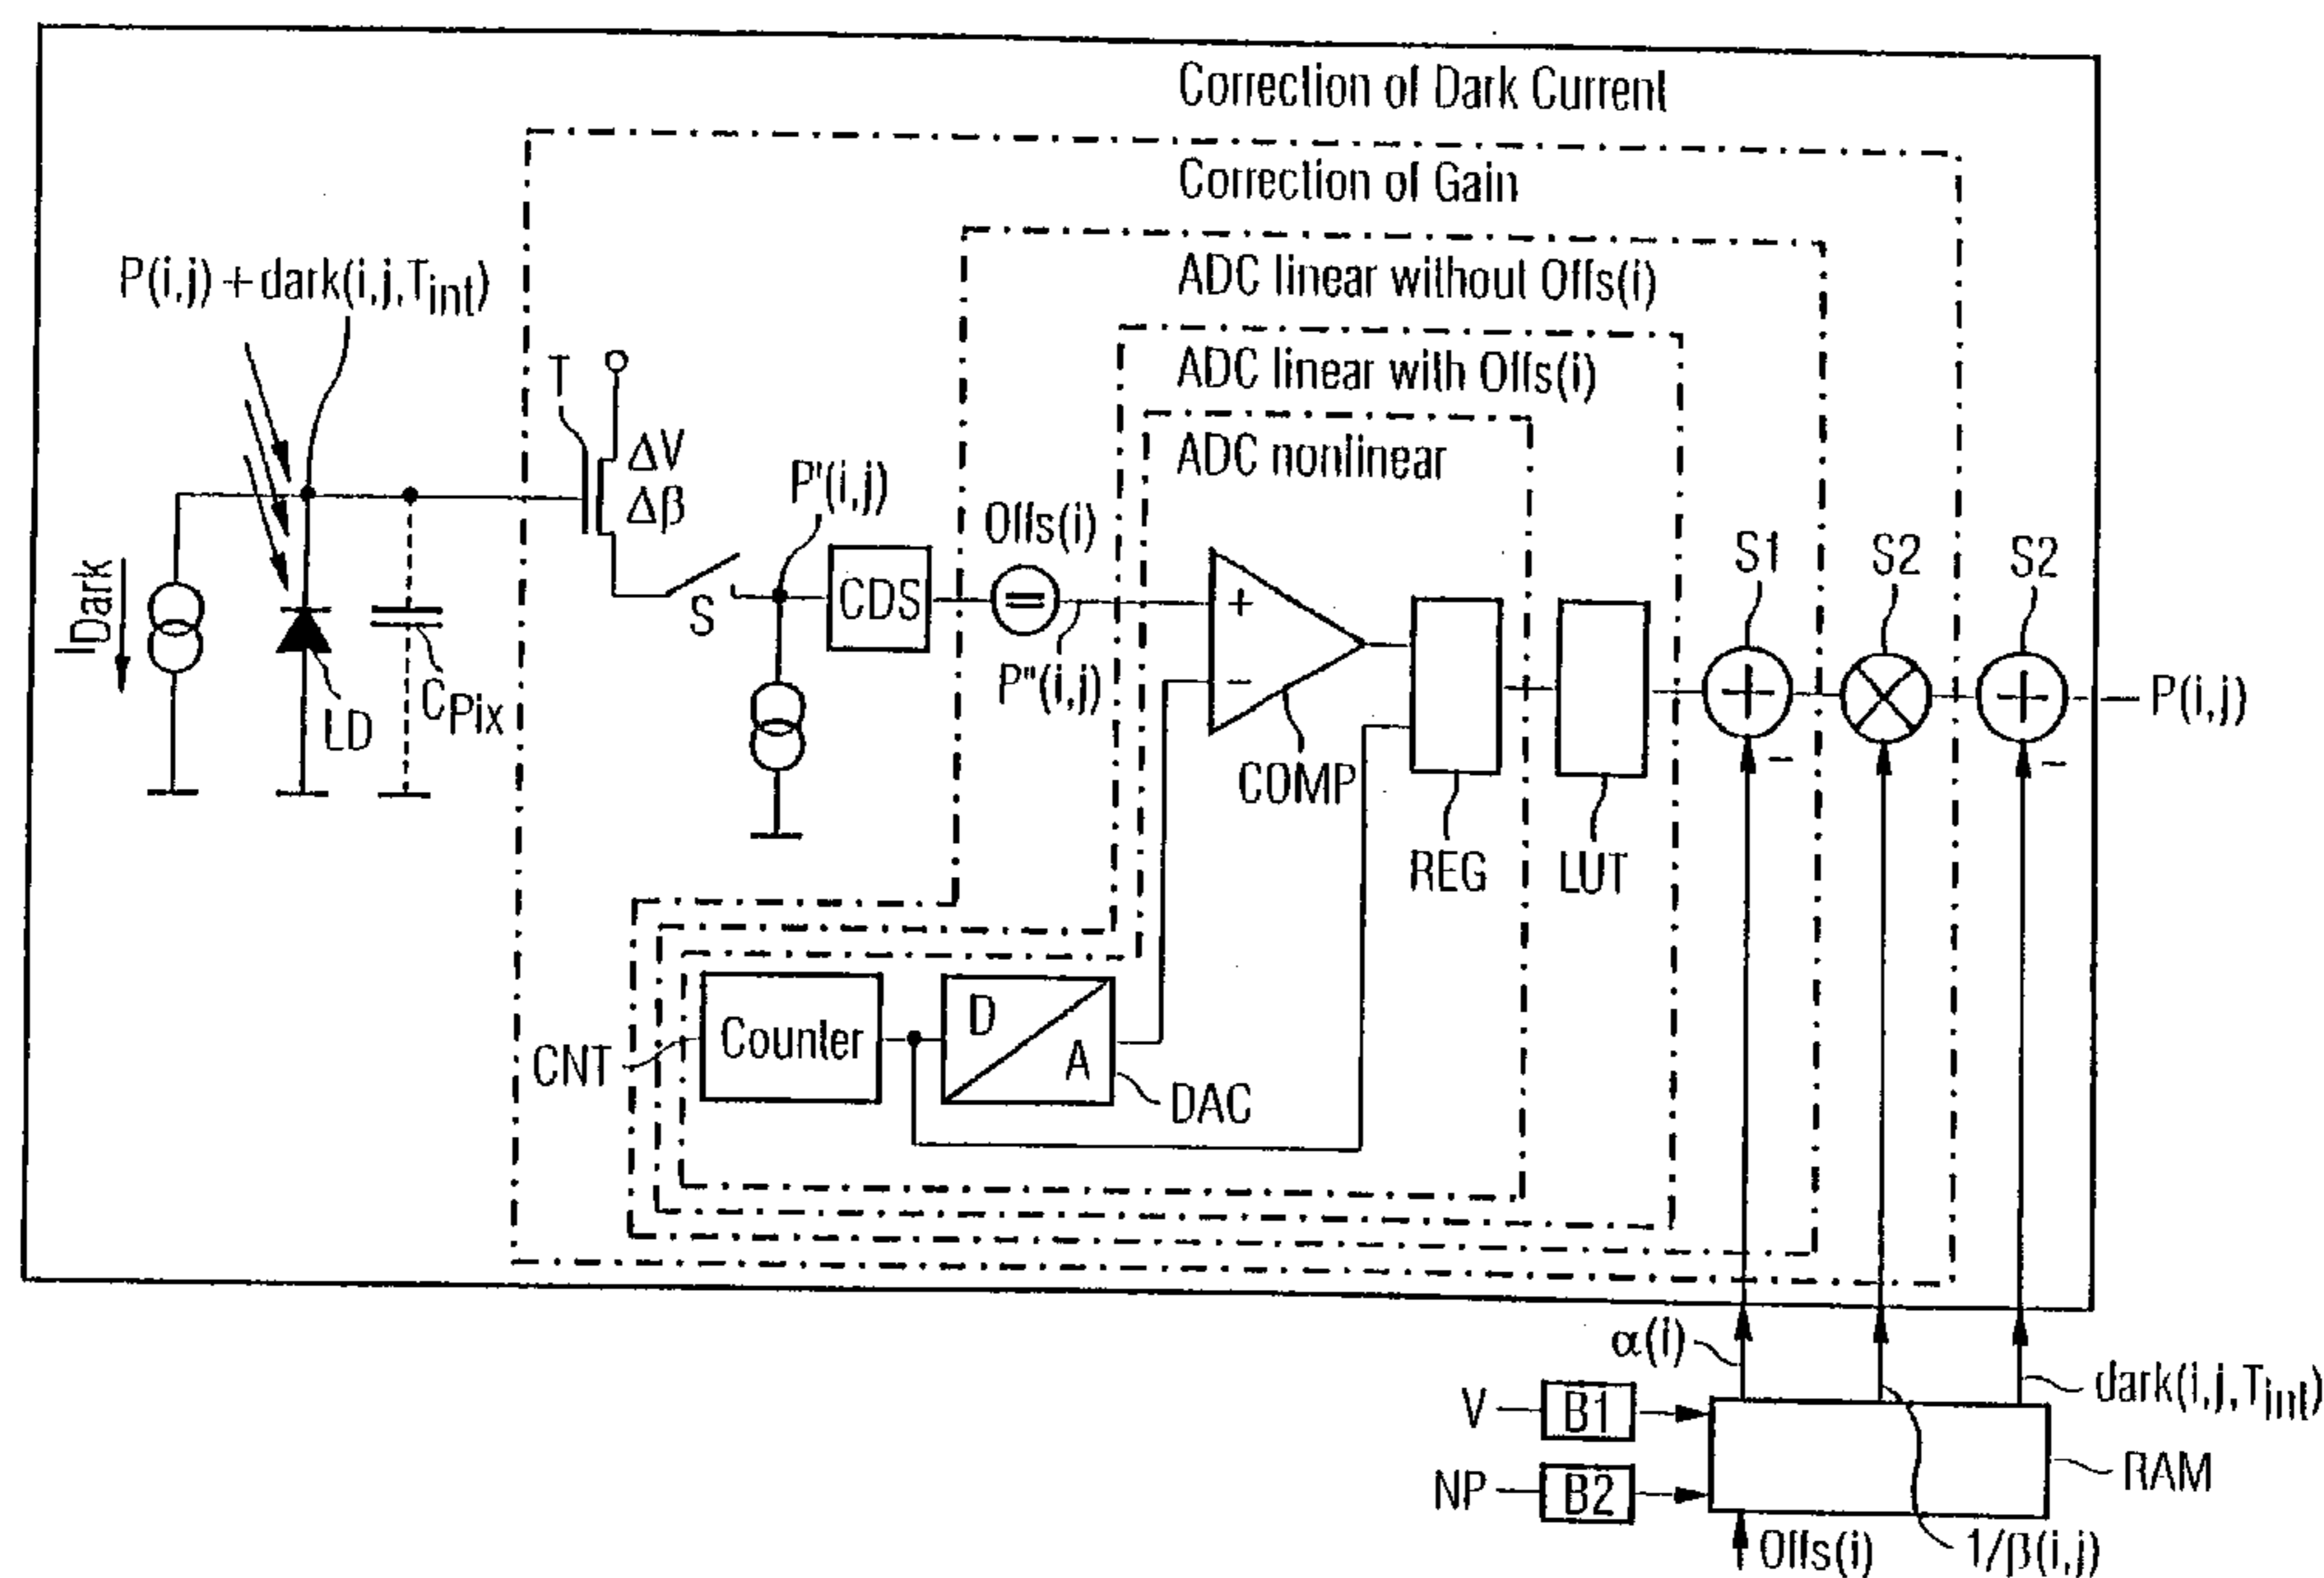 Correction of Dark Current
Correction of Gain
ADC linear without Offs(i)
ADC linear with Offs(i)
ADC nonlinear
P(i,j)+dark(i,j,Tint)
T
ΔV
Δβ
P'(i,j)
Offs(i)
S1
S2
S2
IDark
LD
CPix
S
CDS
=
P"(i,j)
+
−
COMP
REG
LUT
+
−
+
−
P(i,j)
CNT
Counter
D
A
DAC
α(i)
dark(i,j,Tint)
V
B1
NP
B2
RAM
Offs(i)
1/β(i,j)